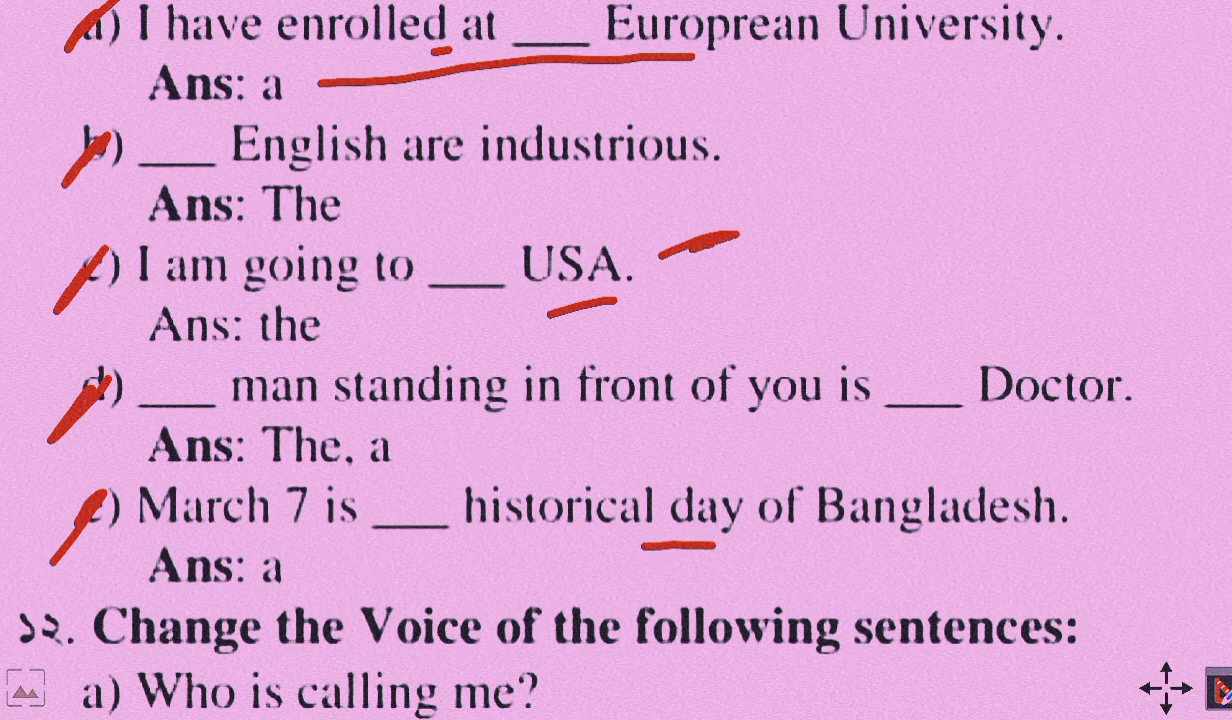 a) I have enrolled at ___ Europrean University.
Ans: a
b) ___ English are industrious.
Ans: The
c) I am going to ___ USA.
Ans: the
d) ___ man standing in front of you is ___ Doctor.
Ans: The, a
e) March 7 is ___ historical day of Bangladesh.
Ans: a
১২. Change the Voice of the following sentences:
a) Who is calling me?